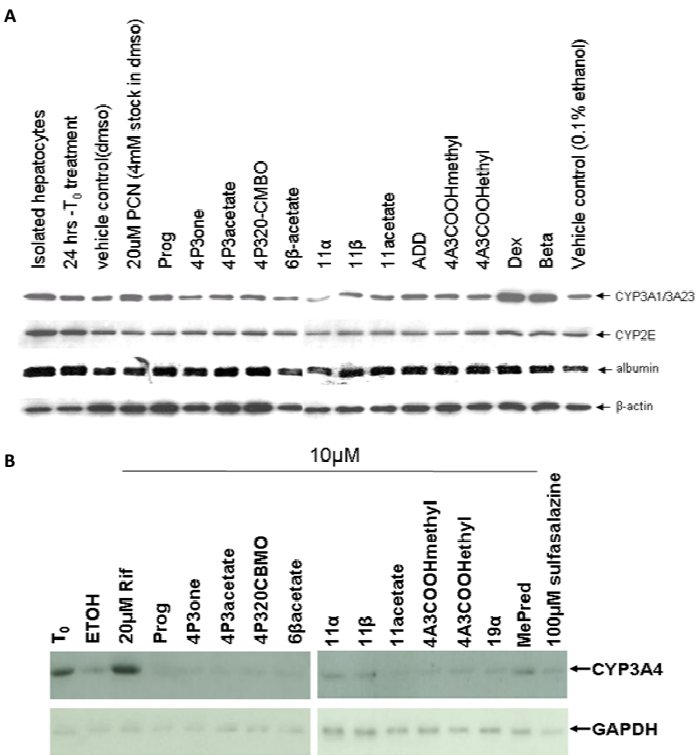 A
Isolated hepatocytes
24 hrs -T0 treatment
vehicle control(dmso)
20uM PCN (4mM stock in dmso)
Prog
4P3one
4P3acetate
4P320-CMBO
6β-acetate
11α
11β
11acetate
ADD
4A3COOHmethyl
4A3COOHethyl
Dex
Beta
Vehicle control (0.1% ethanol)
CYP3A1/3A23
CYP2E
albumin
β-actin
B
10µM
T0
ETOH
20µM Rif
Prog
4P3one
4P3acetate
4P320CBMO
6βacetate
11α
11β
11acetate
4A3COOHmethyl
4A3COOHethyl
19α
MePred
100µM sulfasalazine
CYP3A4
GAPDH